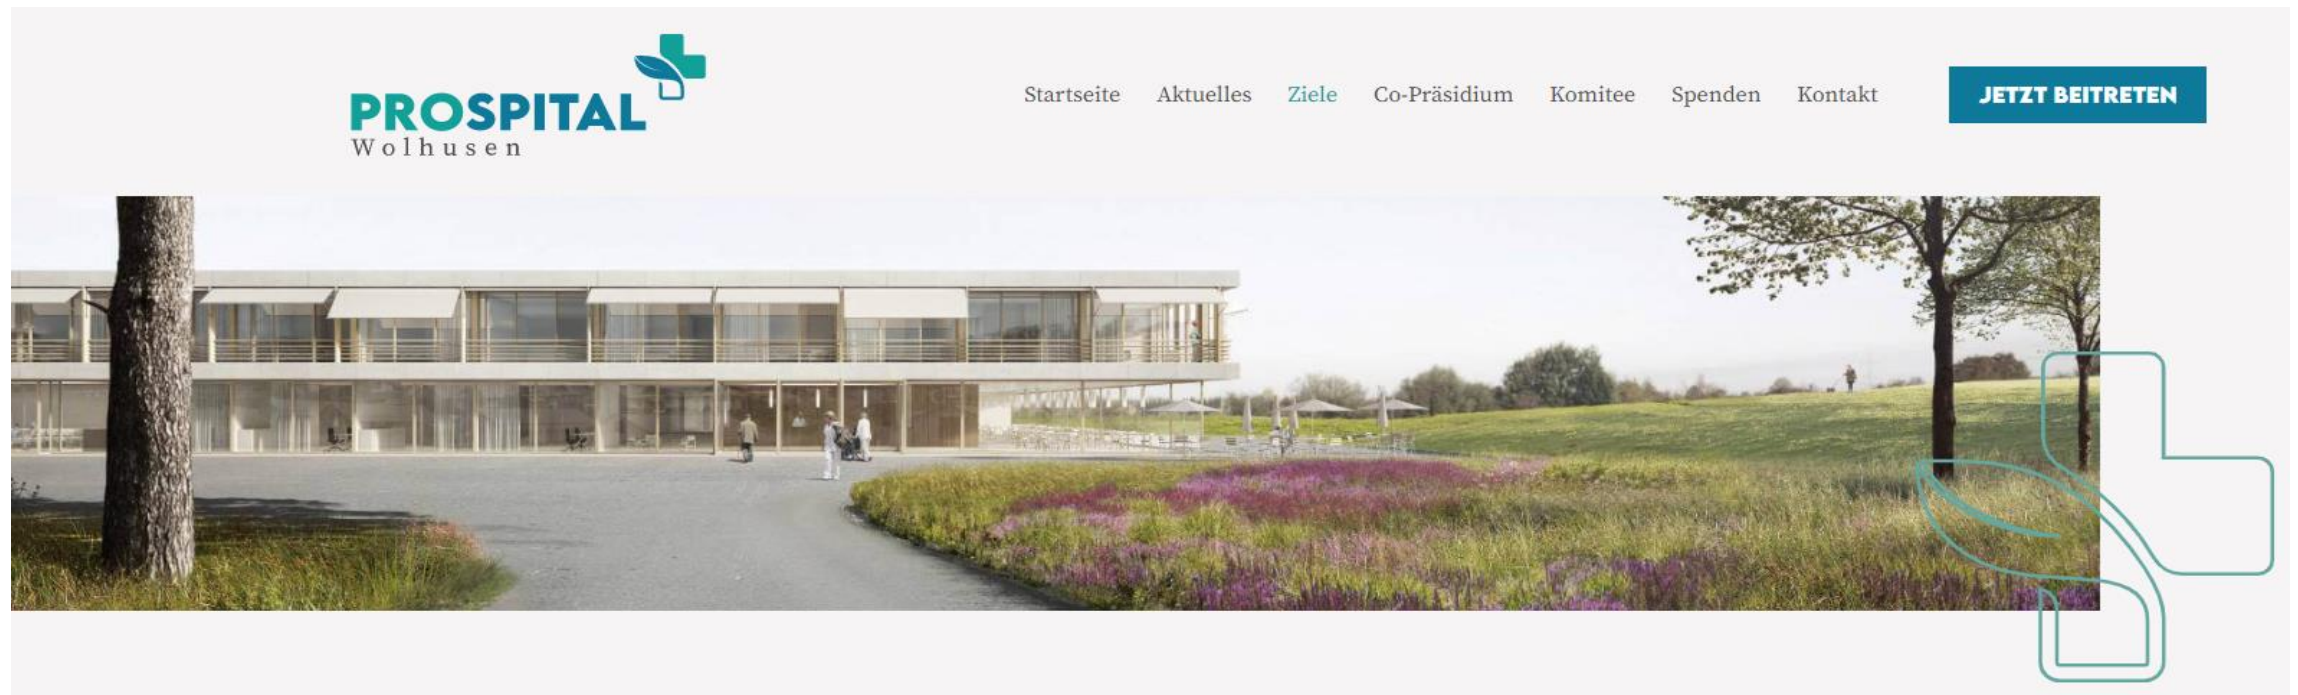 PROSPITAL
Wolhusen
Startseite Aktuelles Ziele Co-Präsidium Komitee Spenden Kontakt JETZT BEITRETEN